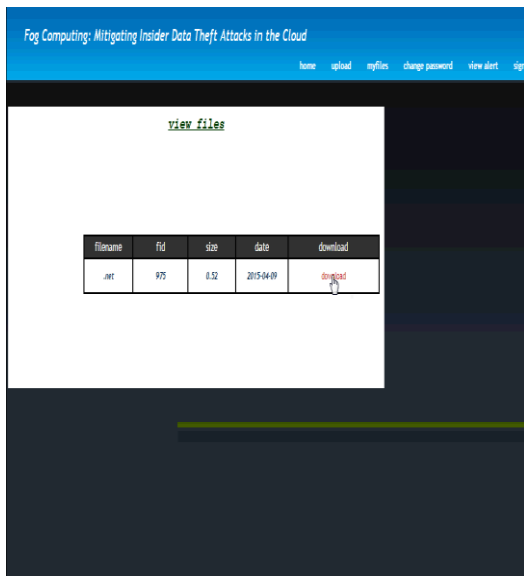 Fog Computing: Mitigating Insider Data Theft Attacks in the Cloud
home upload myfiles change password view alert sign
view files
filename fid size date download
.net 975 0.52 2015-04-09 download